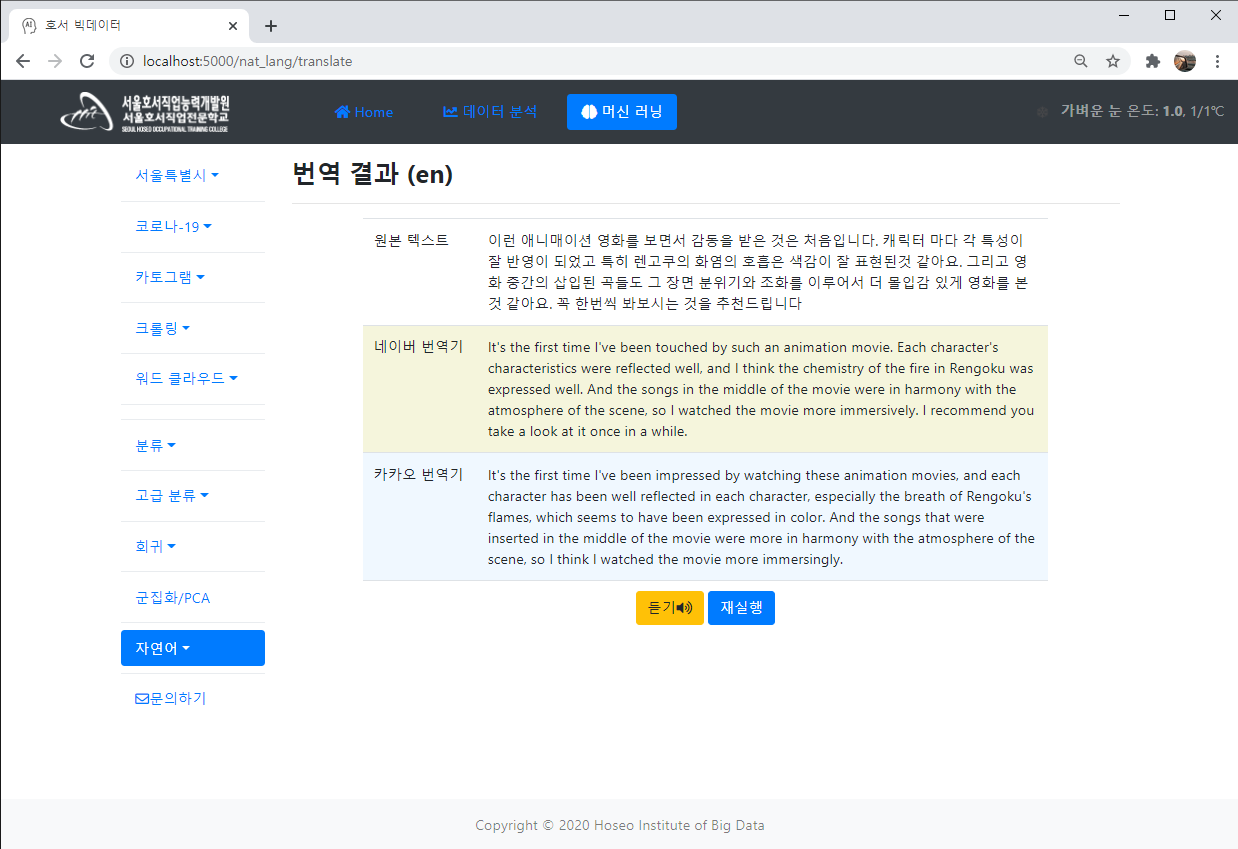 호서 빅데이터
localhost:5000/nat_lang/translate
서울호서직업능력개발원
서울호서직업전문학교
SEOUL HOSEO OCCUPATIONAL TRAINING COLLEGE
Home
데이터 분석
머신 러닝
가벼운 눈 온도: 1.0, 1/1℃
서울특별시
코로나-19
카토그램
크롤링
워드 클라우드
분류
고급 분류
회귀
군집화/PCA
자연어
문의하기
번역 결과 (en)
원본 텍스트
이런 애니매이션 영화를 보면서 감동을 받은 것은 처음입니다. 캐릭터 마다 각 특성이
잘 반영이 되었고 특히 렌고쿠의 화염의 호흡은 색감이 잘 표현된것 같아요. 그리고 영
화 중간의 삽입된 곡들도 그 장면 분위기와 조화를 이루어서 더 몰입감 있게 영화를 본
것 같아요. 꼭 한번씩 봐보시는 것을 추천드립니다
네이버 번역기
It's the first time I've been touched by such an animation movie. Each character's
characteristics were reflected well, and I think the chemistry of the fire in Rengoku was
expressed well. And the songs in the middle of the movie were in harmony with the
atmosphere of the scene, so I watched the movie more immersively. I recommend you
take a look at it once in a while.
카카오 번역기
It's the first time I've been impressed by watching these animation movies, and each
character has been well reflected in each character, especially the breath of Rengoku's
flames, which seems to have been expressed in color. And the songs that were
inserted in the middle of the movie were more in harmony with the atmosphere of the
scene, so I think I watched the movie more immersingly.
듣기
재실행
Copyright © 2020 Hoseo Institute of Big Data